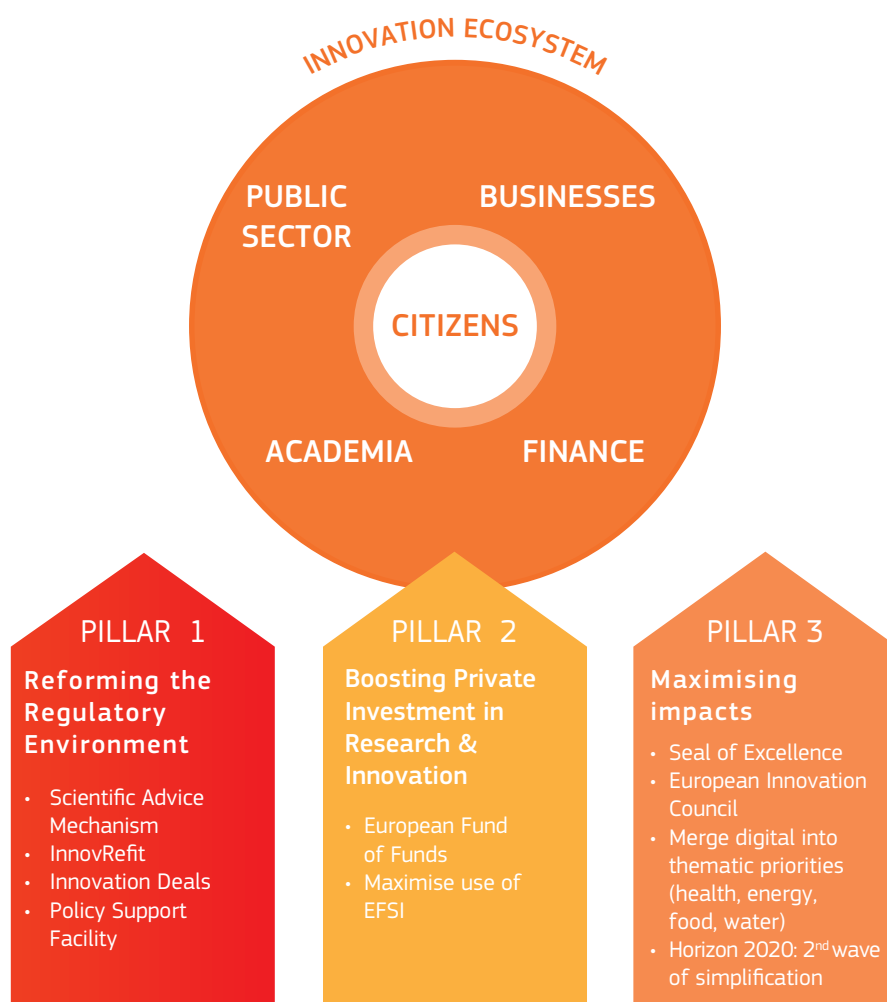 INNOVATION ECOSYSTEM
PUBLIC
SECTOR
BUSINESSES
CITIZENS
ACADEMIA
FINANCE
PILLAR 1
Reforming the
Regulatory
Environment
• Scientific Advice
Mechanism
• InnovRefit
• Innovation Deals
• Policy Support
Facility
PILLAR 2
Boosting Private
Investment in
Research &
Innovation
• European Fund
of Funds
• Maximise use of
EFSI
PILLAR 3
Maximising
impacts
• Seal of Excellence
• European Innovation
Council
• Merge digital into
thematic priorities
(health, energy,
food, water)
• Horizon 2020: 2nd wave
of simplification